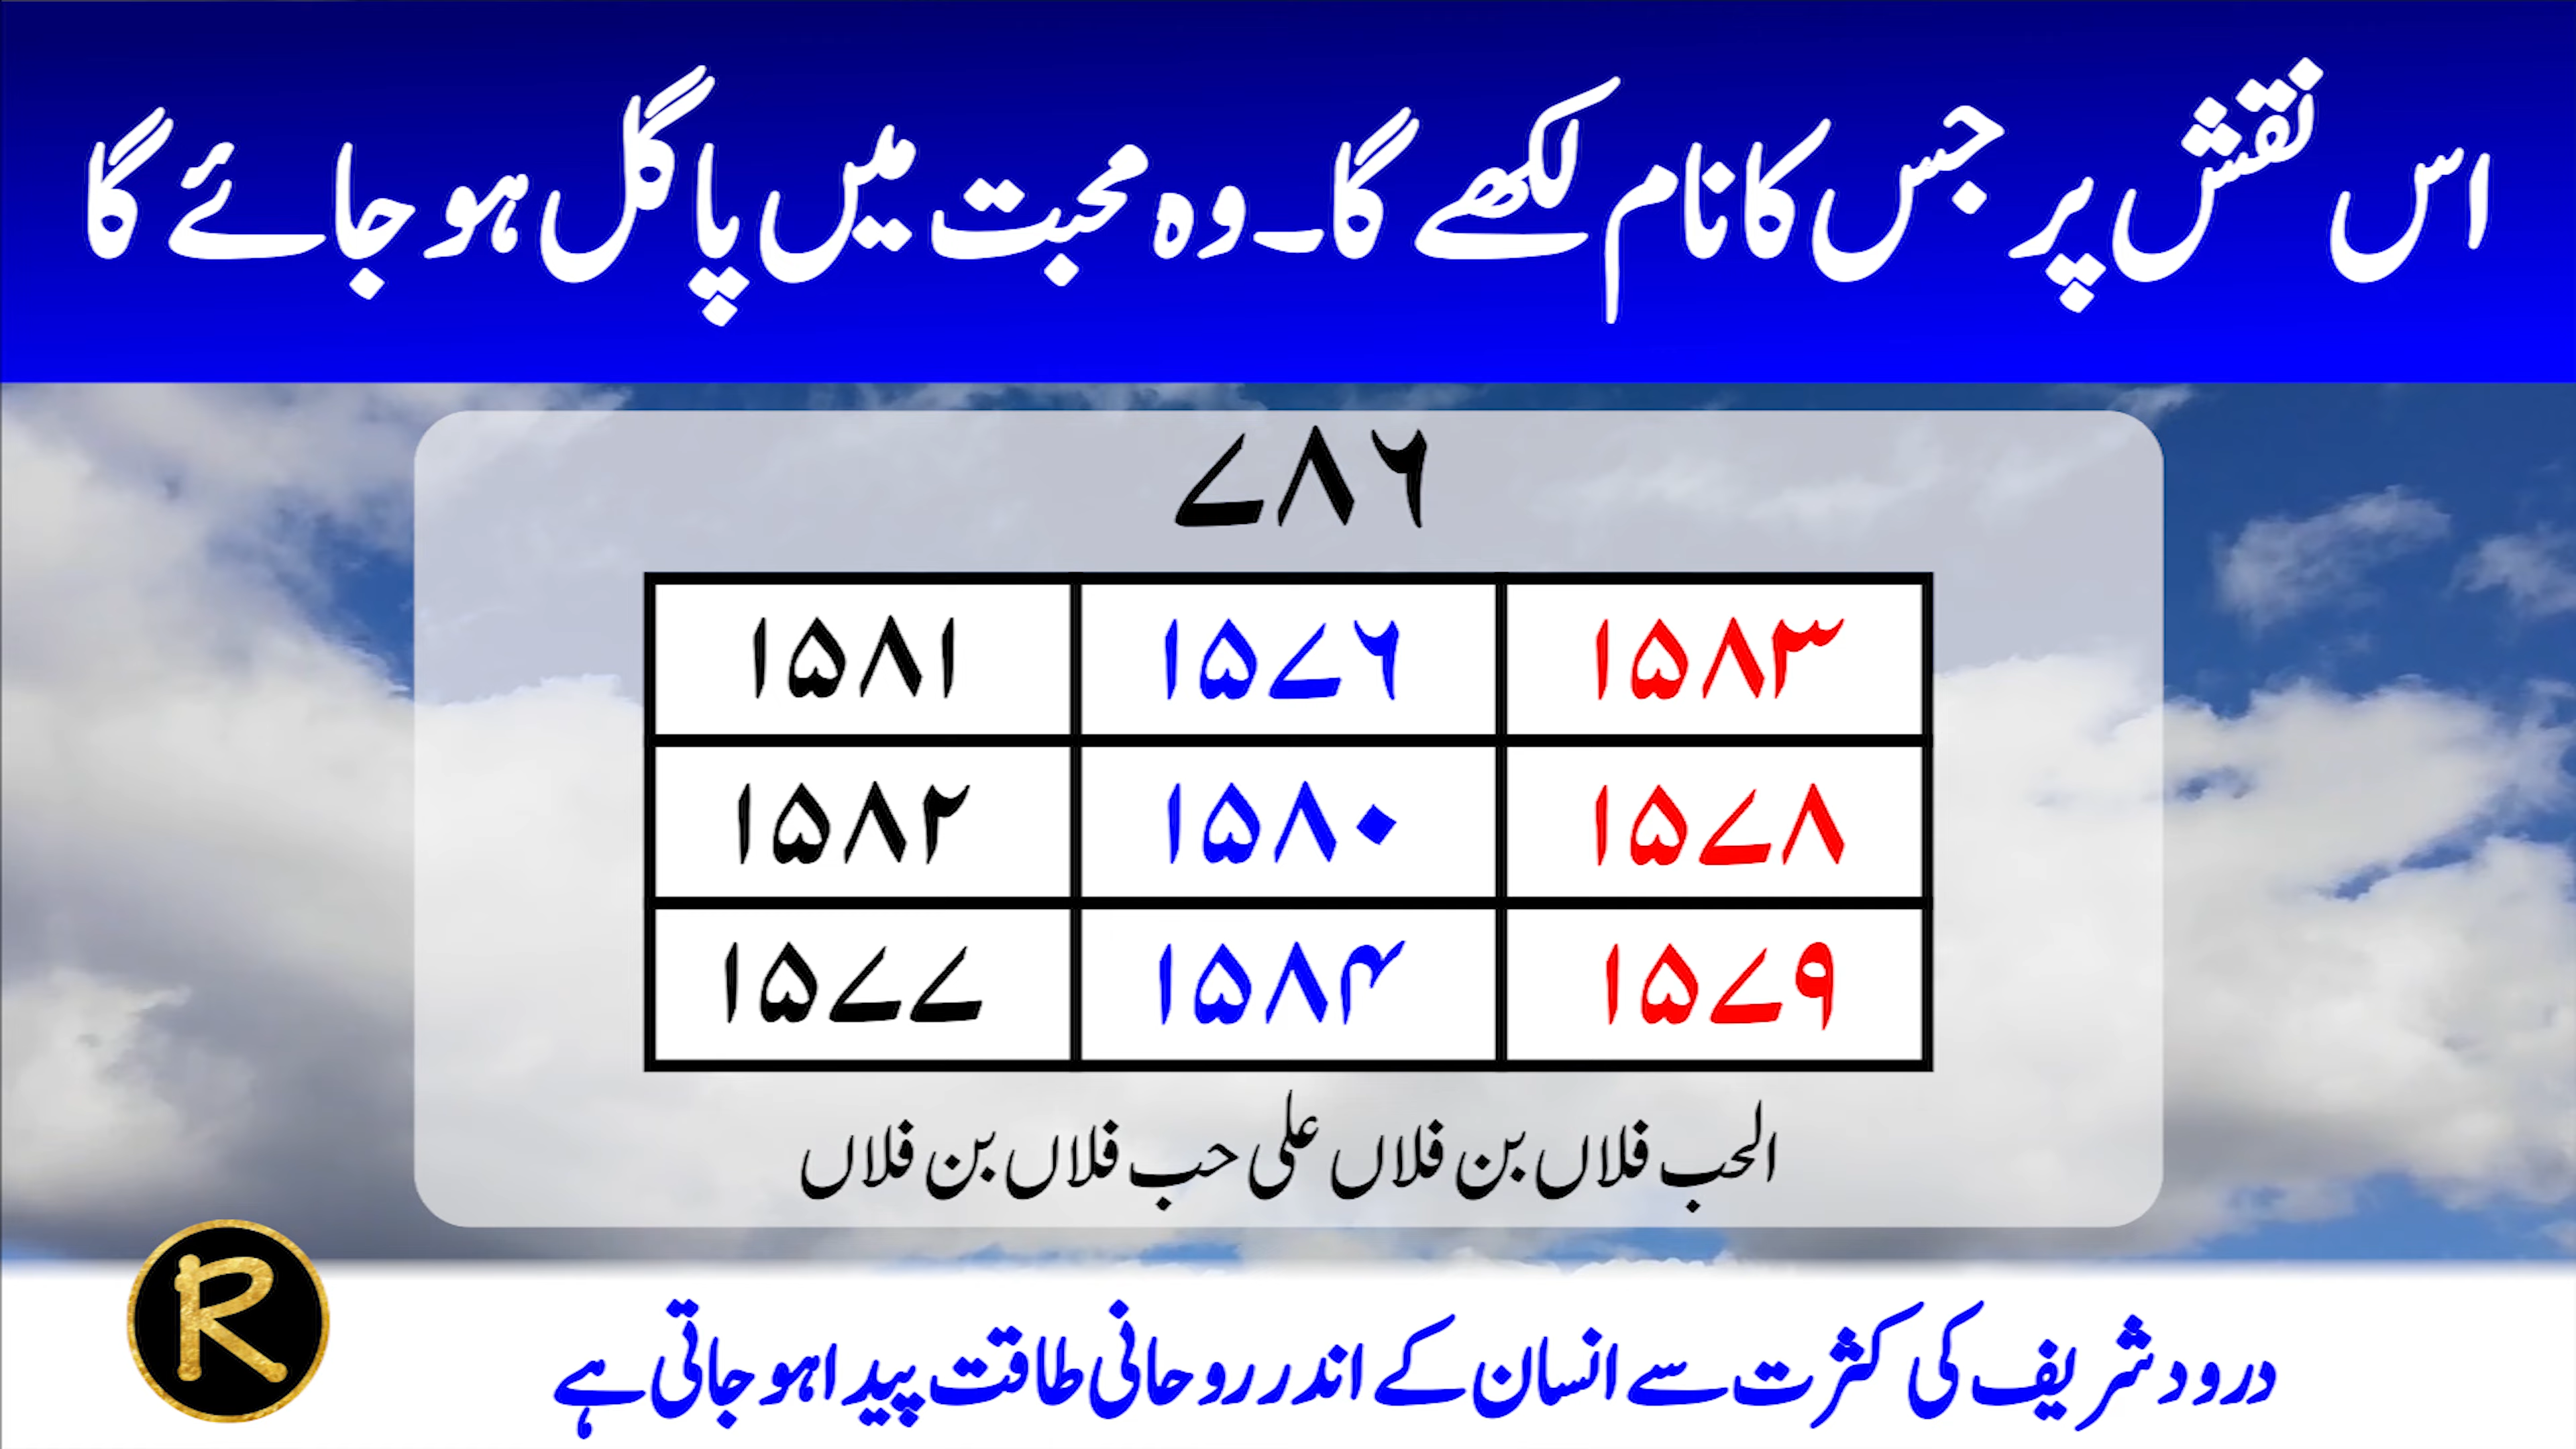 اس نقش پر جس کا نام لکھے گا۔ وہ محبت میں پاگل ہو جائے گا
۷۸۶
۱۵۸۱ ۱۵۷۶ ۱۵۸۳
۱۵۸۲ ۱۵۸۰ ۱۵۷۸
۱۵۷۷ ۱۵۸۴ ۱۵۷۹
الحب فلاں بن فلاں علی حب فلاں بن فلاں
R
درود شریف کی کثرت سے انسان کے اندر روحانی طاقت پیدا ہو جاتی ہے